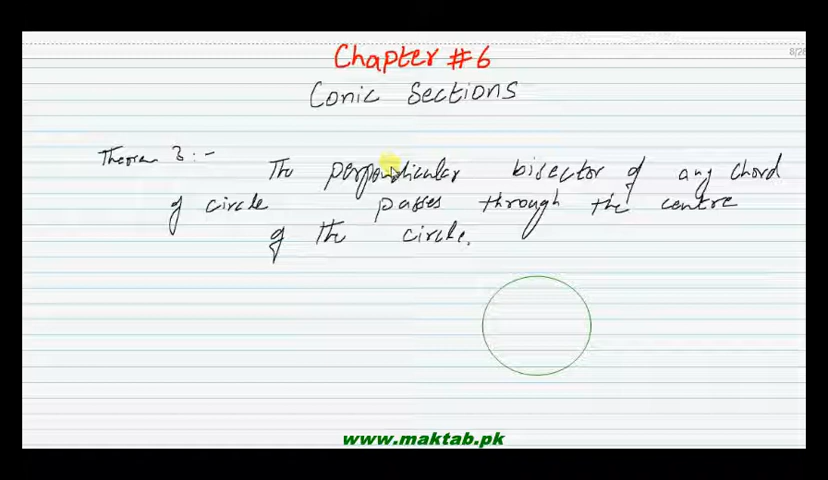 Chapter #6
Conic Sections
Theorem 3:-
The perpendicular bisector of any chord
of circle passes through the centre
of the circle.
www.maktab.pk